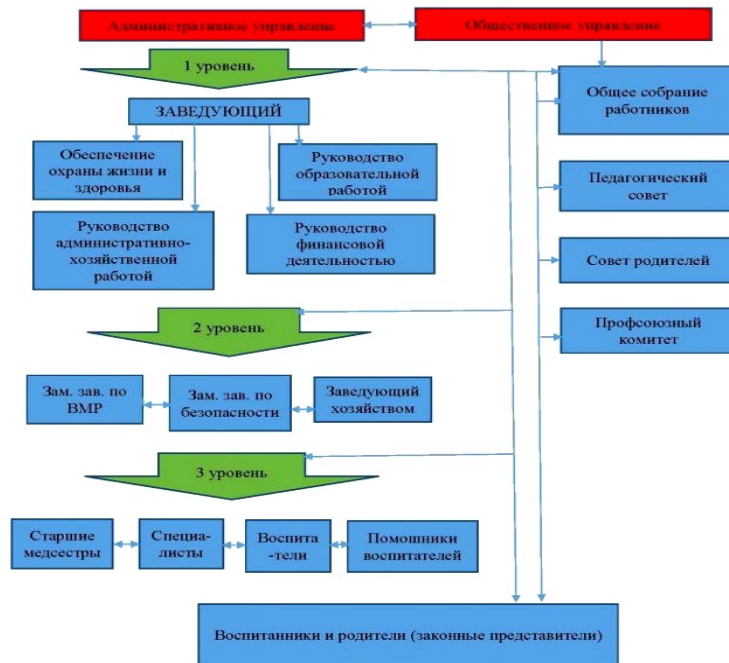 Административное управление
Общественное управление
1 уровень
ЗАВЕДУЮЩИЙ
Обеспечение
охраны жизни и
здоровья
Руководство
образовательной
работой
Руководство
административно-
хозяйственной
работой
Руководство
финансовой
деятельностью
Общее собрание
работников
Педагогический
совет
Совет родителей
Профсоюзный
комитет
2 уровень
Зам. зав. по
ВМР
Зам. зав. по
безопасности
Заведующий
хозяйством
3 уровень
Старшие
медсестры
Специа-
листы
Воспита
-тели
Помошники
воспитателей
Воспитанники и родители (законные представители)